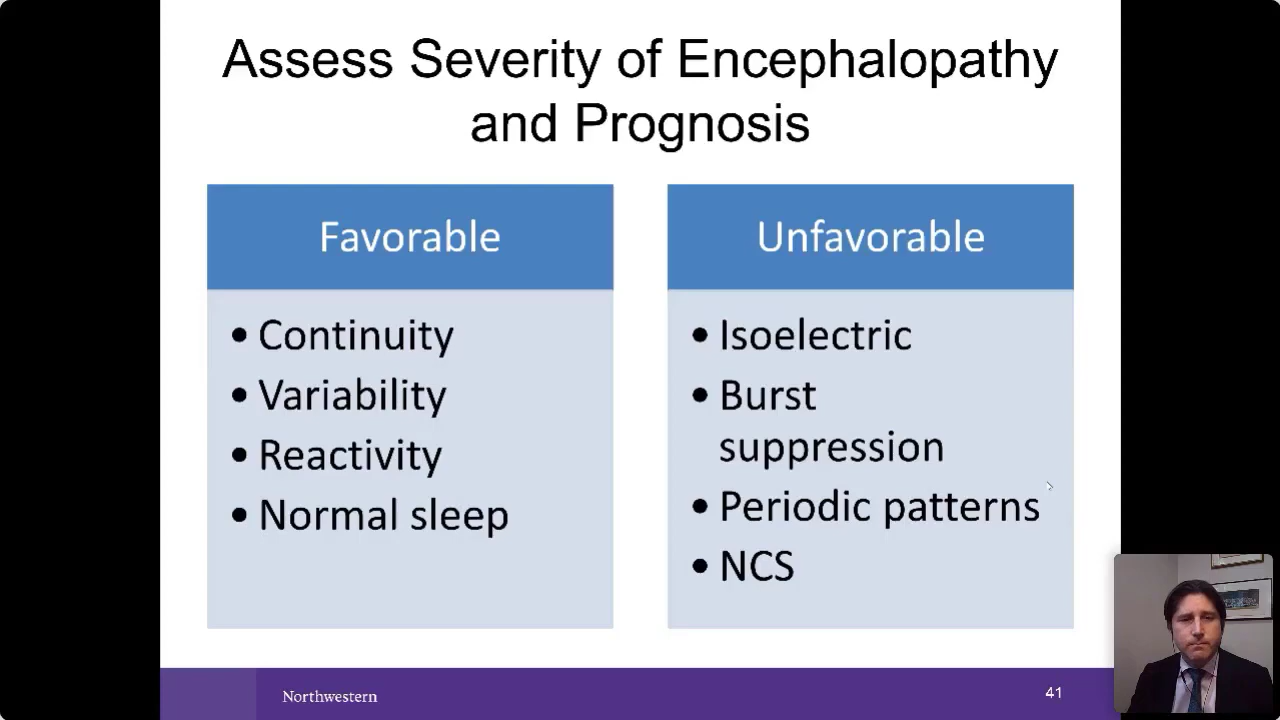 Assess Severity of Encephalopathy
and Prognosis
Favorable
• Continuity
• Variability
• Reactivity
• Normal sleep
Unfavorable
• Isoelectric
• Burst
suppression
• Periodic patterns
• NCS
Northwestern
41